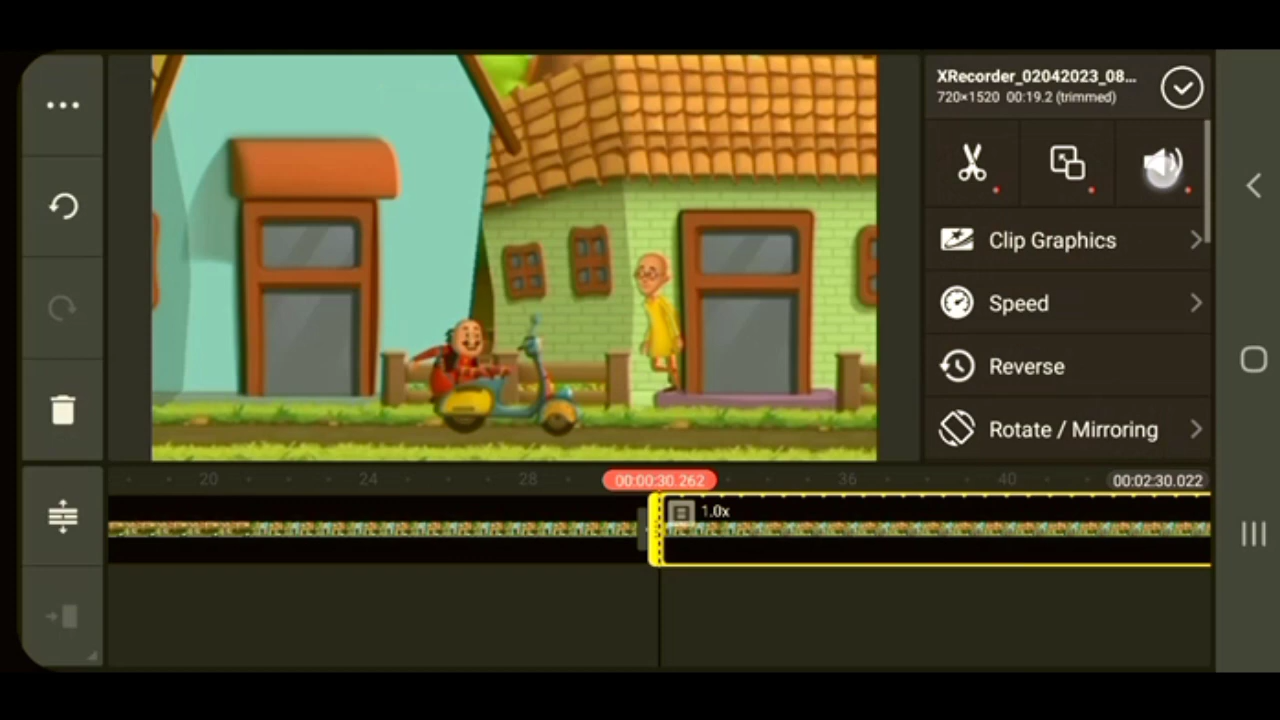 XRecorder_02042023_08...
720×1520 00:19.2 (trimmed)
Clip Graphics
Speed
Reverse
Rotate / Mirroring
20
24
28
00:00:30.262
36
40
00:02:30.022
1.0x